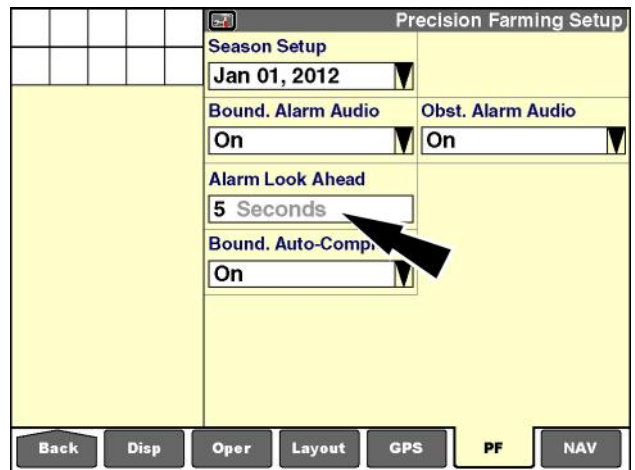 Precision Farming Setup
Season Setup
Jan 01, 2012
Bound. Alarm Audio
Obst. Alarm Audio
On
On
Alarm Look Ahead
5 Seconds
Bound. Auto-Compl
On
Back
Disp
Oper
Layout
GPS
PF
NAV